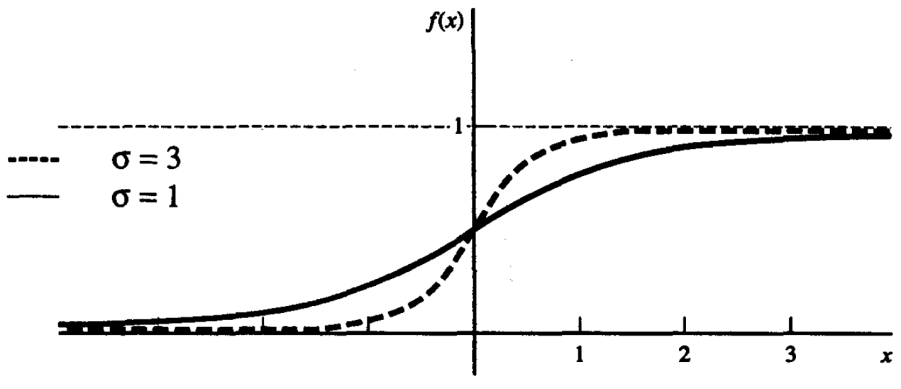 f(x)
1
σ = 3
σ = 1
1 2 3 x